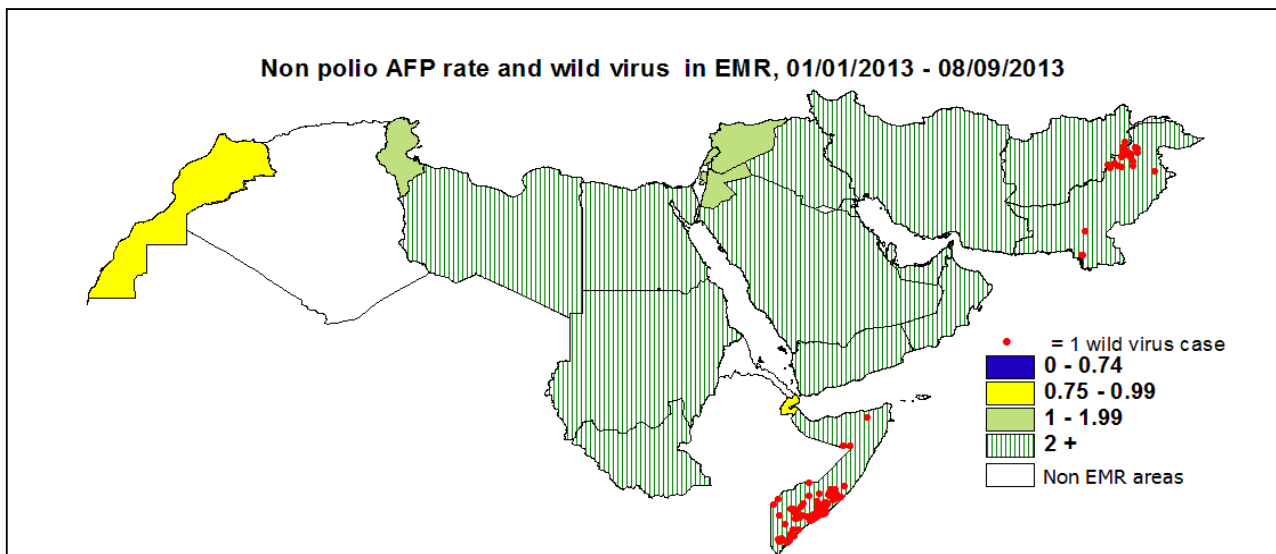 Non polio AFP rate and wild virus in EMR, 01/01/2013 - 08/09/2013
= 1 wild virus case
0 - 0.74
0.75 - 0.99
1 - 1.99
2 +
Non EMR areas